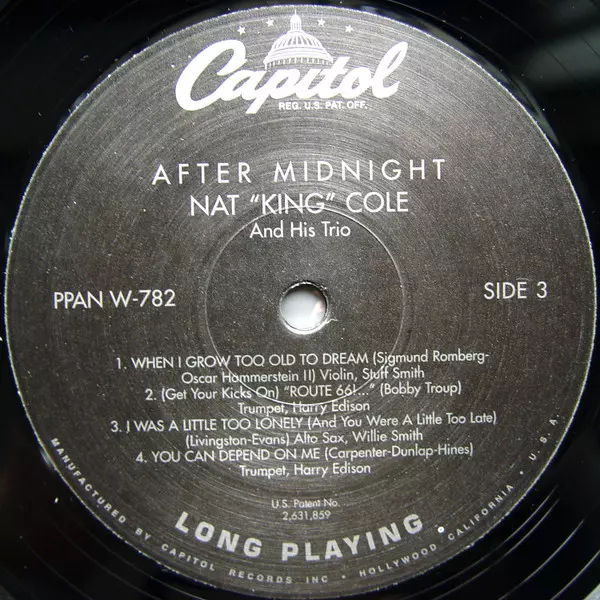 Capitol
REG. U.S. PAT. OFF.
AFTER MIDNIGHT
NAT "KING" COLE
And His Trio
PPAN W-782
SIDE 3
1. WHEN I GROW TOO OLD TO DREAM (Sigmund Romberg-
Oscar Hammerstein II) Violin, Stuff Smith
2. (Get Your Kicks On) "ROUTE 66!..." (Bobby Troup)
Trumpet, Harry Edison
3. I WAS A LITTLE TOO LONELY (And You Were A Little Too Late)
(Livingston-Evans) Alto Sax, Willie Smith
4. YOU CAN DEPEND ON ME (Carpenter-Dunlap-Hines)
Trumpet, Harry Edison
U.S. Patent No.
2,631,859
LONG PLAYING
MANUFACTURED BY CAPITOL RECORDS INC • HOLLYWOOD CALIFORNIA • U.S.A.